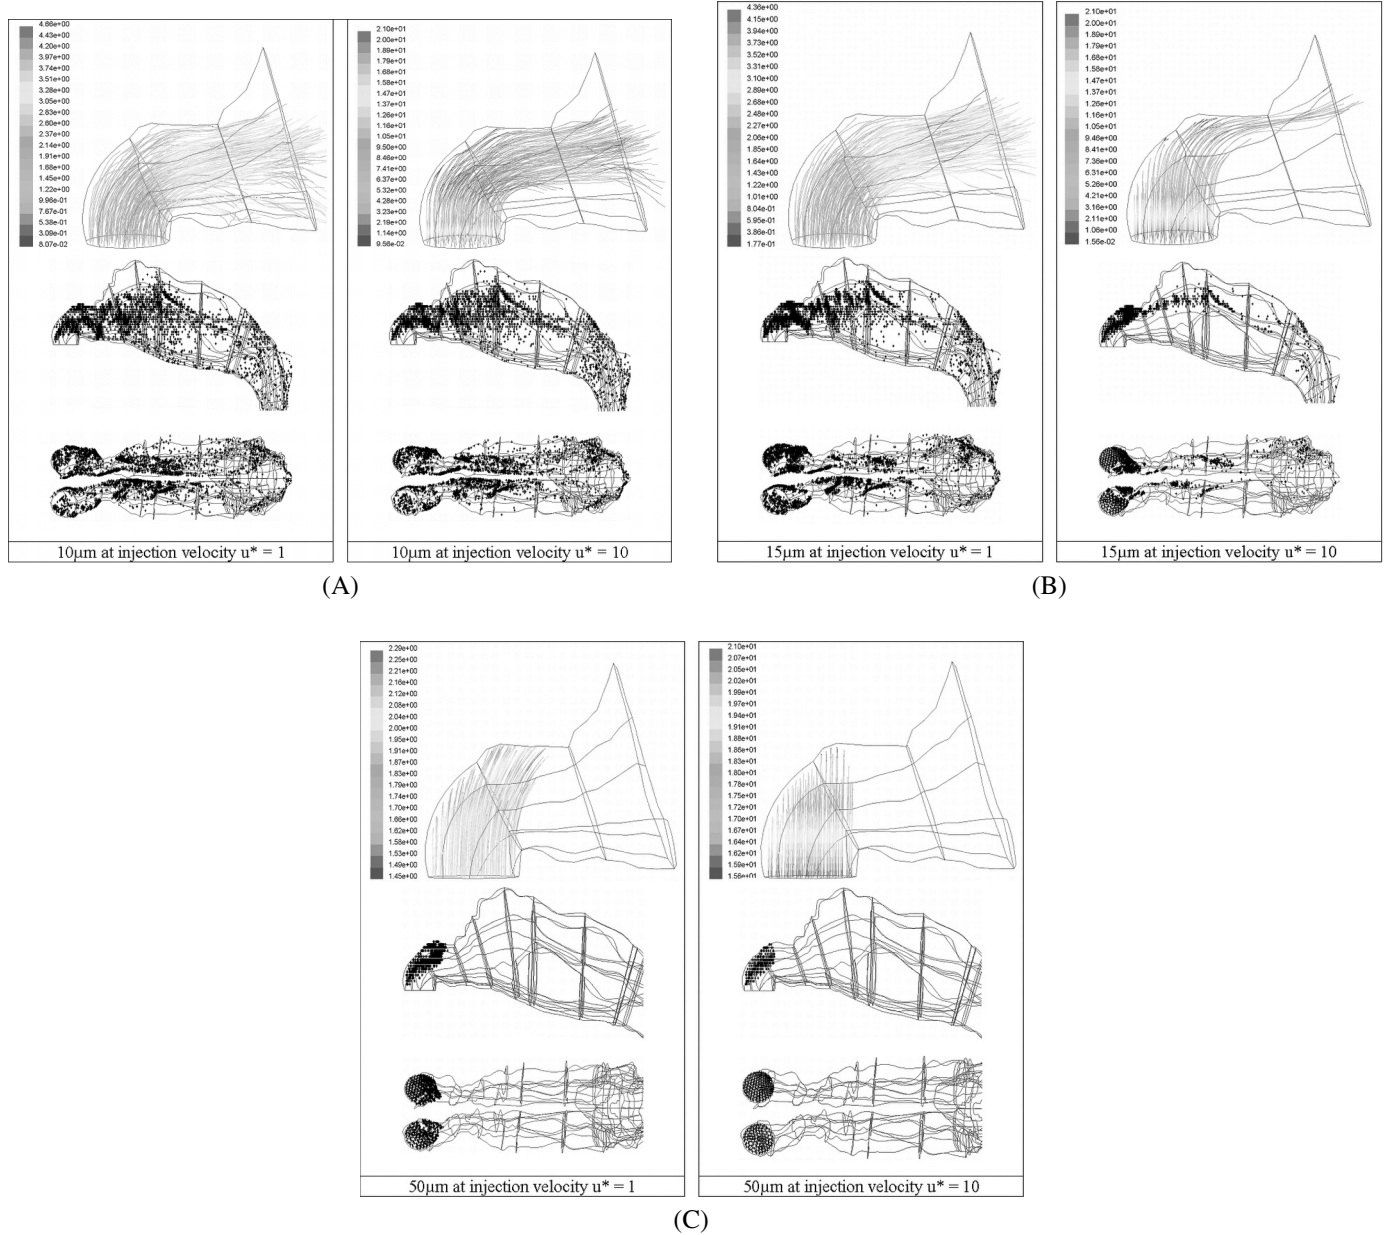 4.66e+00
4.43e+00
4.20e+00
3.97e+00
3.74e+00
3.51e+00
3.28e+00
3.05e+00
2.83e+00
2.60e+00
2.37e+00
2.14e+00
1.91e+00
1.68e+00
1.45e+00
1.22e+00
9.96e-01
7.67e-01
5.38e-01
3.09e-01
8.07e-02
10μm at injection velocity u* = 1
2.10e+01
2.00e+01
1.89e+01
1.79e+01
1.68e+01
1.58e+01
1.47e+01
1.37e+01
1.26e+01
1.16e+01
1.05e+01
9.50e+00
8.46e+00
7.41e+00
6.37e+00
5.32e+00
4.28e+00
3.23e+00
2.19e+00
1.14e+00
9.56e-02
10μm at injection velocity u* = 10
(A)
4.36e+00
4.15e+00
3.94e+00
3.73e+00
3.52e+00
3.31e+00
3.10e+00
2.89e+00
2.68e+00
2.48e+00
2.27e+00
2.06e+00
1.85e+00
1.64e+00
1.43e+00
1.22e+00
1.01e+00
8.04e-01
5.95e-01
3.86e-01
1.77e-01
15μm at injection velocity u* = 1
2.10e+01
2.00e+01
1.89e+01
1.79e+01
1.68e+01
1.58e+01
1.47e+01
1.37e+01
1.26e+01
1.16e+01
1.05e+01
9.46e+00
8.41e+00
7.36e+00
6.31e+00
5.26e+00
4.21e+00
3.16e+00
2.11e+00
1.06e+00
1.56e-02
15μm at injection velocity u* = 10
(B)
2.29e+00
2.25e+00
2.21e+00
2.16e+00
2.12e+00
2.08e+00
2.04e+00
2.00e+00
1.95e+00
1.91e+00
1.87e+00
1.83e+00
1.79e+00
1.74e+00
1.70e+00
1.66e+00
1.62e+00
1.58e+00
1.53e+00
1.49e+00
1.45e+00
50μm at injection velocity u* = 1
2.10e+01
2.07e+01
2.05e+01
2.02e+01
1.99e+01
1.97e+01
1.94e+01
1.91e+01
1.88e+01
1.86e+01
1.83e+01
1.80e+01
1.78e+01
1.75e+01
1.72e+01
1.70e+01
1.67e+01
1.64e+01
1.62e+01
1.59e+01
1.56e+01
50μm at injection velocity u* = 10
(C)